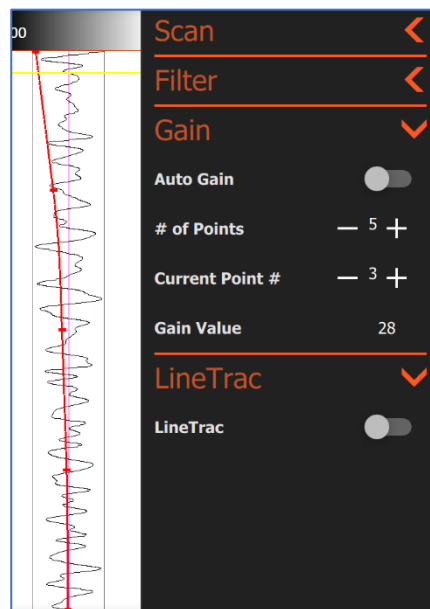 00
Scan
Filter
Gain
Auto Gain
# of Points
5
Current Point #
3
Gain Value
28
LineTrac
LineTrac